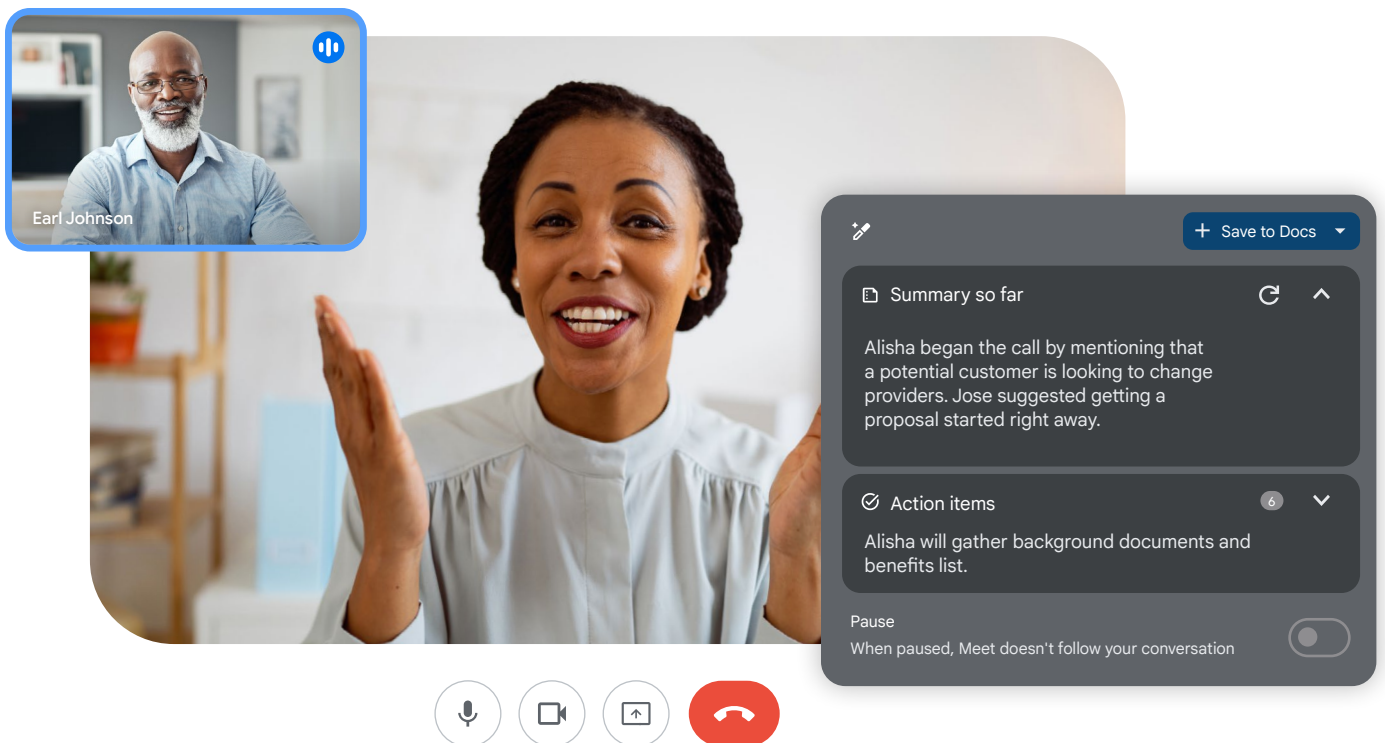 Earl Johnson
+ Save to Docs
Summary so far
Alisha began the call by mentioning that
a potential customer is looking to change
providers. Jose suggested getting a
proposal started right away.
Action items
6
Alisha will gather background documents and
benefits list.
Pause
When paused, Meet doesn't follow your conversation